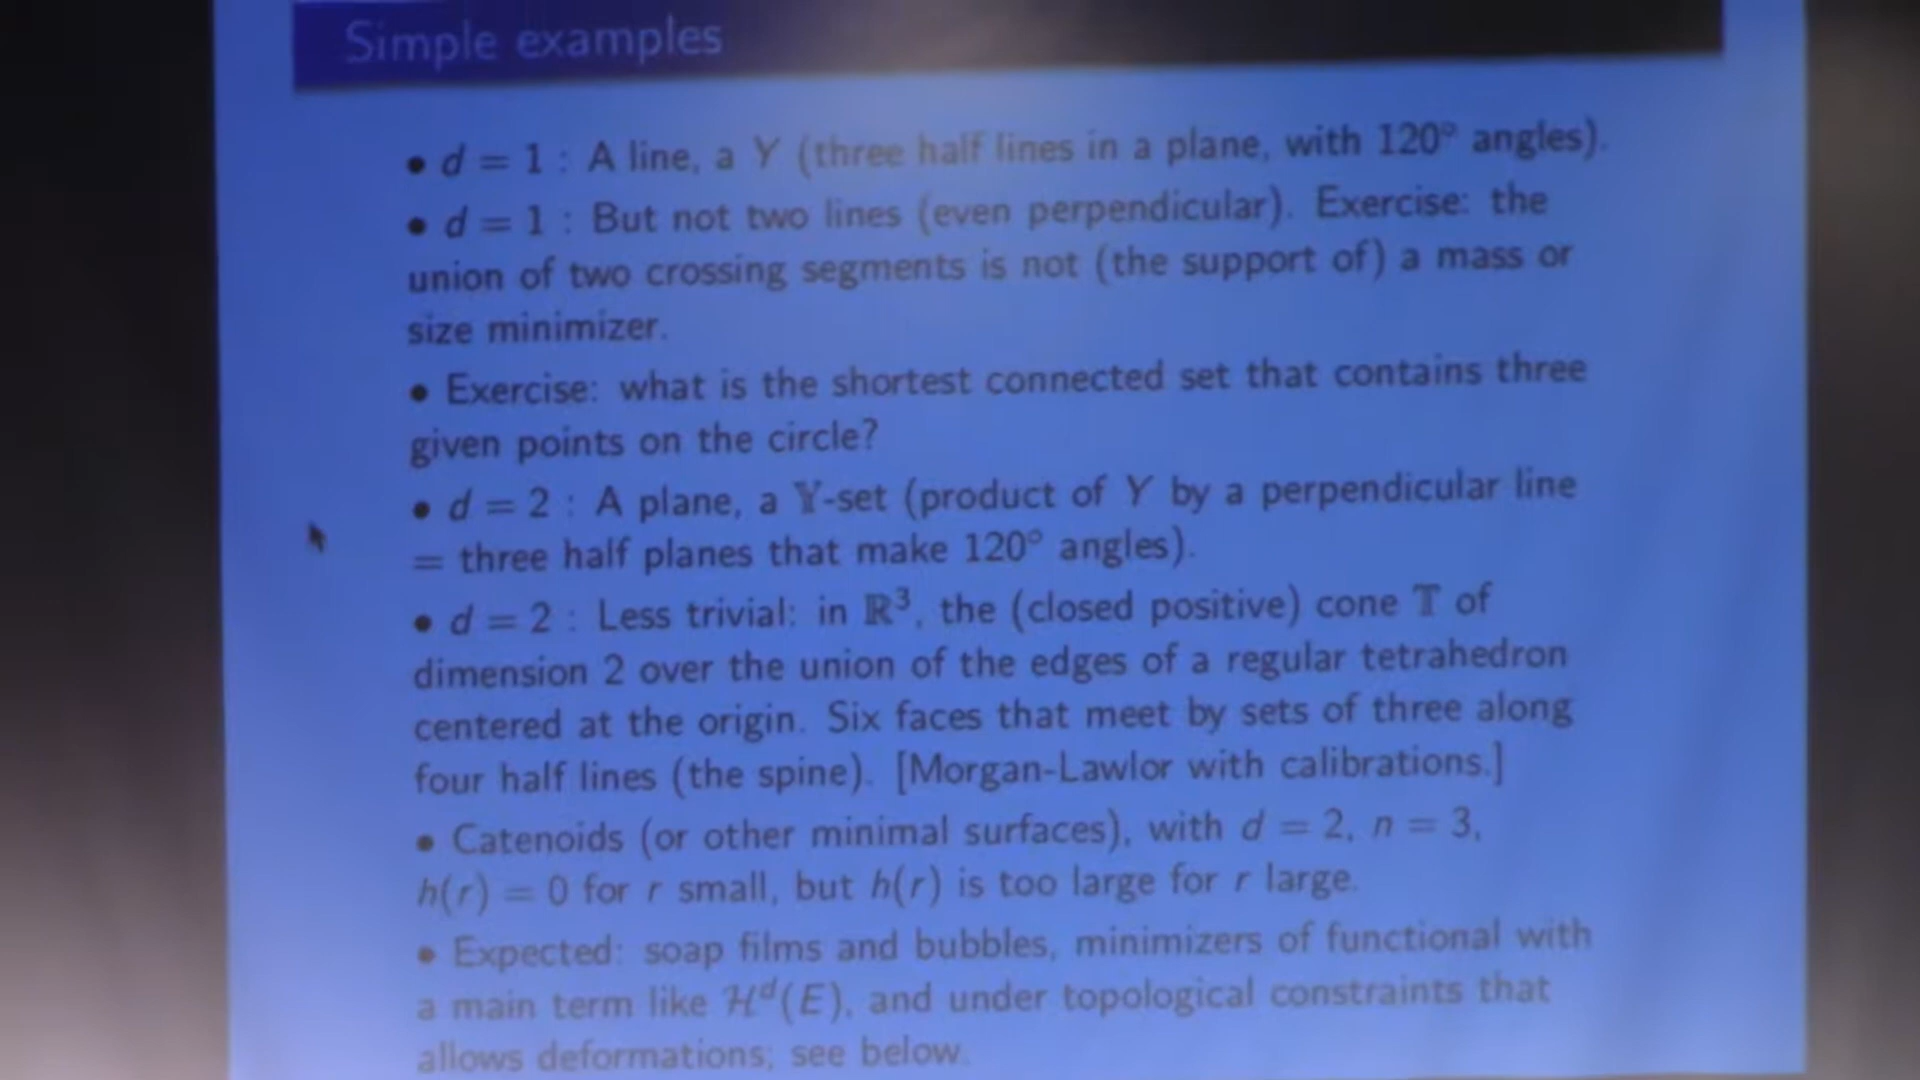 Simple examples
• d = 1 : A line, a Y (three half lines in a plane, with 120° angles).
• d = 1 : But not two lines (even perpendicular). Exercise: the
union of two crossing segments is not (the support of) a mass or
size minimizer.
• Exercise: what is the shortest connected set that contains three
given points on the circle?
• d = 2 : A plane, a 𝕐-set (product of Y by a perpendicular line
= three half planes that make 120° angles).
• d = 2 : Less trivial: in ℝ³, the (closed positive) cone 𝕋 of
dimension 2 over the union of the edges of a regular tetrahedron
centered at the origin. Six faces that meet by sets of three along
four half lines (the spine). [Morgan-Lawlor with calibrations.]
• Catenoids (or other minimal surfaces), with d = 2, n = 3,
h(r) = 0 for r small, but h(r) is too large for r large.
• Expected: soap films and bubbles, minimizers of functional with
a main term like ℋᵈ(E), and under topological constraints that
allows deformations; see below.